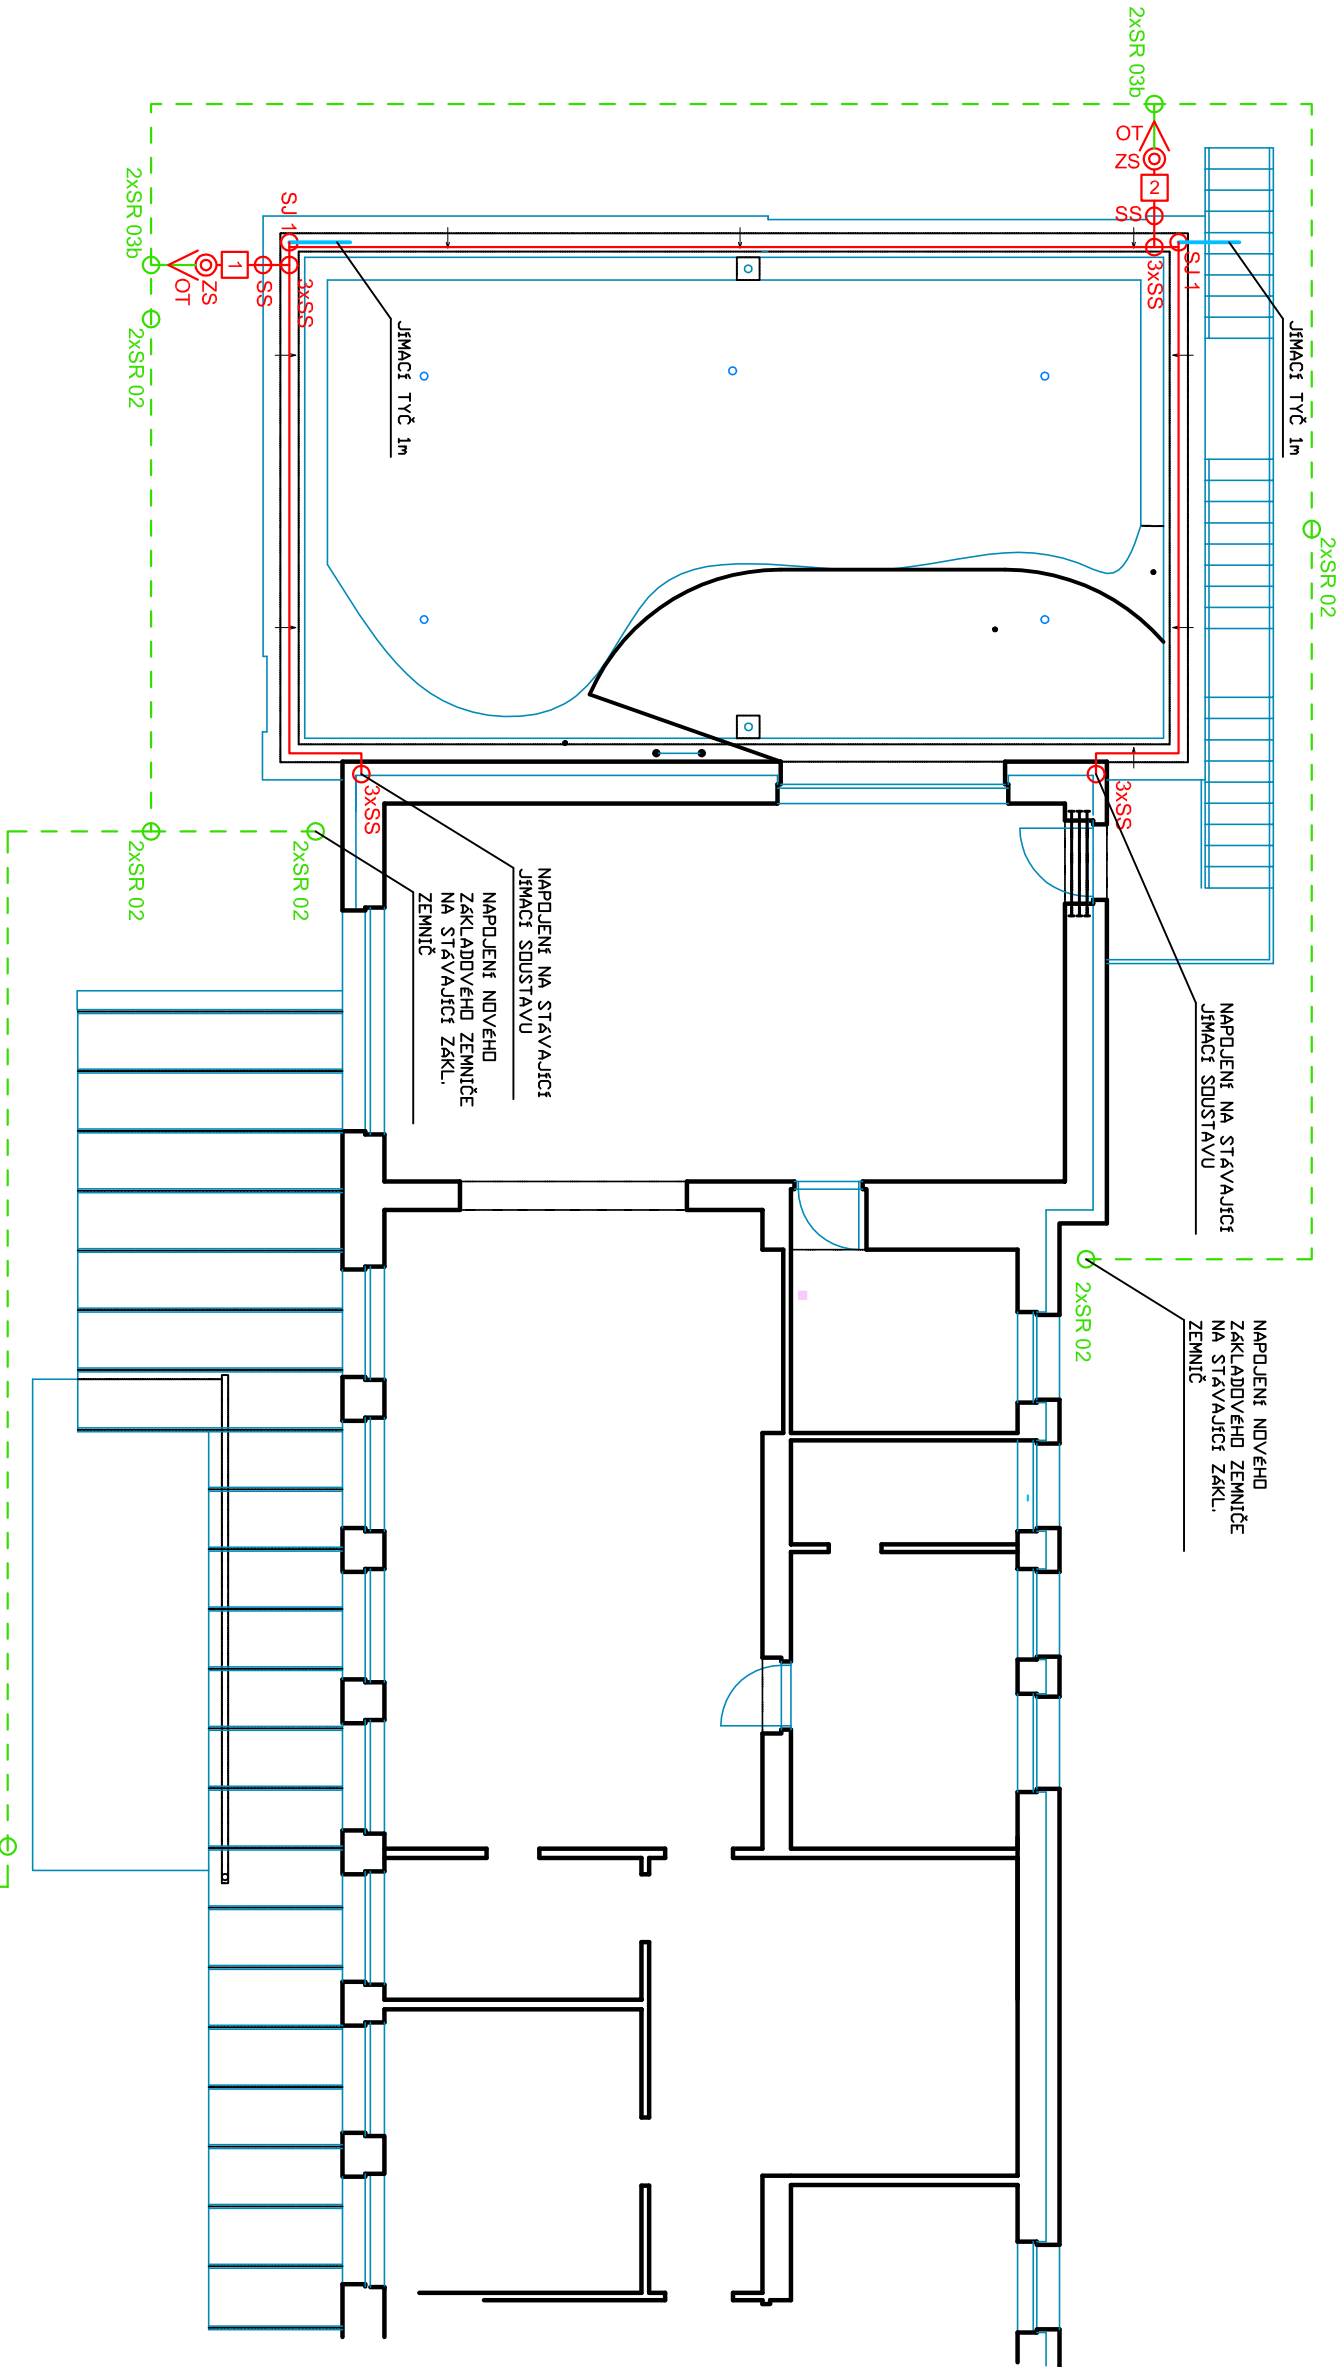 2xSR 03b
OT
ZS
2
SS
3xSS
SJ 1
JÍMACÍ TYČ 1m
2xSR 02
2xSR 03b
SJ 1
1
OT
ZS
SS
3xSS
2xSR 02
JÍMACÍ TYČ 1m
3xSS
3xSS
2xSR 02
2xSR 02
NAPOJENÍ NA STÁVAJÍCÍ
JÍMACÍ SOUSTAVU
NAPOJENÍ NOVÉHO
ZÁKLADOVÉHO ZEMNIČE
NA STÁVAJÍCÍ ZÁKL.
ZEMNIČ
NAPOJENÍ NA STÁVAJÍCÍ
JÍMACÍ SOUSTAVU
2xSR 02
NAPOJENÍ NOVÉHO
ZÁKLADOVÉHO ZEMNIČE
NA STÁVAJÍCÍ ZÁKL.
ZEMNIČ